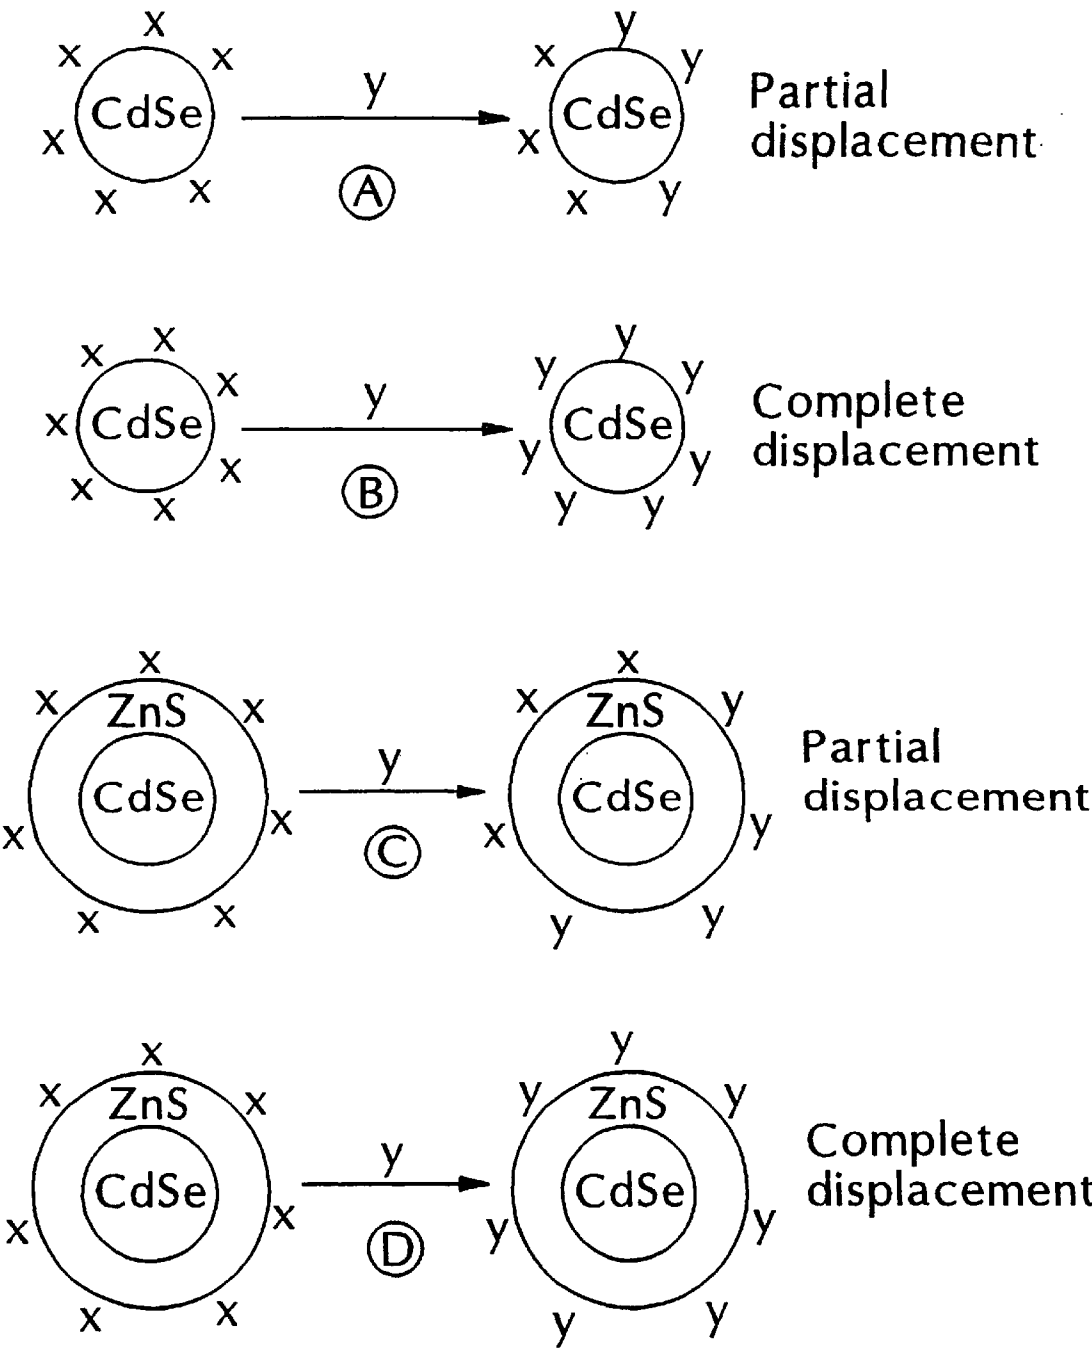 x
x x
CdSe
x
x x
y
A
y
x y
CdSe
x
x y
Partial
displacement
x
x x
CdSe
x x
x x
y
B
y
y y
CdSe
y y
y y
Complete
displacement
x
x x
ZnS
CdSe
x x
x x
y
C
x
x y
ZnS
CdSe
x y
y y
Partial
displacement
x
x x
ZnS
CdSe
x x
x x
y
D
y
y y
ZnS
CdSe
y y
y y
Complete
displacement